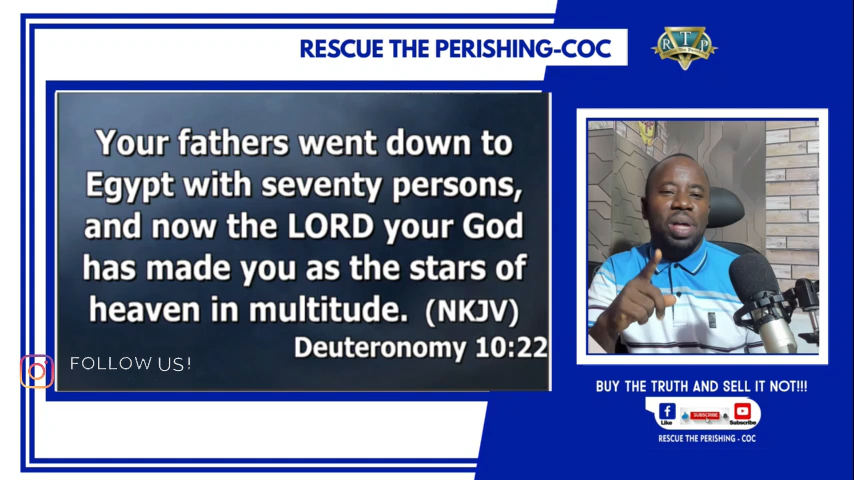 RESCUE THE PERISHING-COC
RTP
Your fathers went down to
Egypt with seventy persons,
and now the LORD your God
has made you as the stars of
heaven in multitude. (NKJV)
Deuteronomy 10:22
FOLLOW US!
BUY THE TRUTH AND SELL IT NOT!!!
Like
SUBSCRIBE
Subscribe
RESCUE THE PERISHING - COC